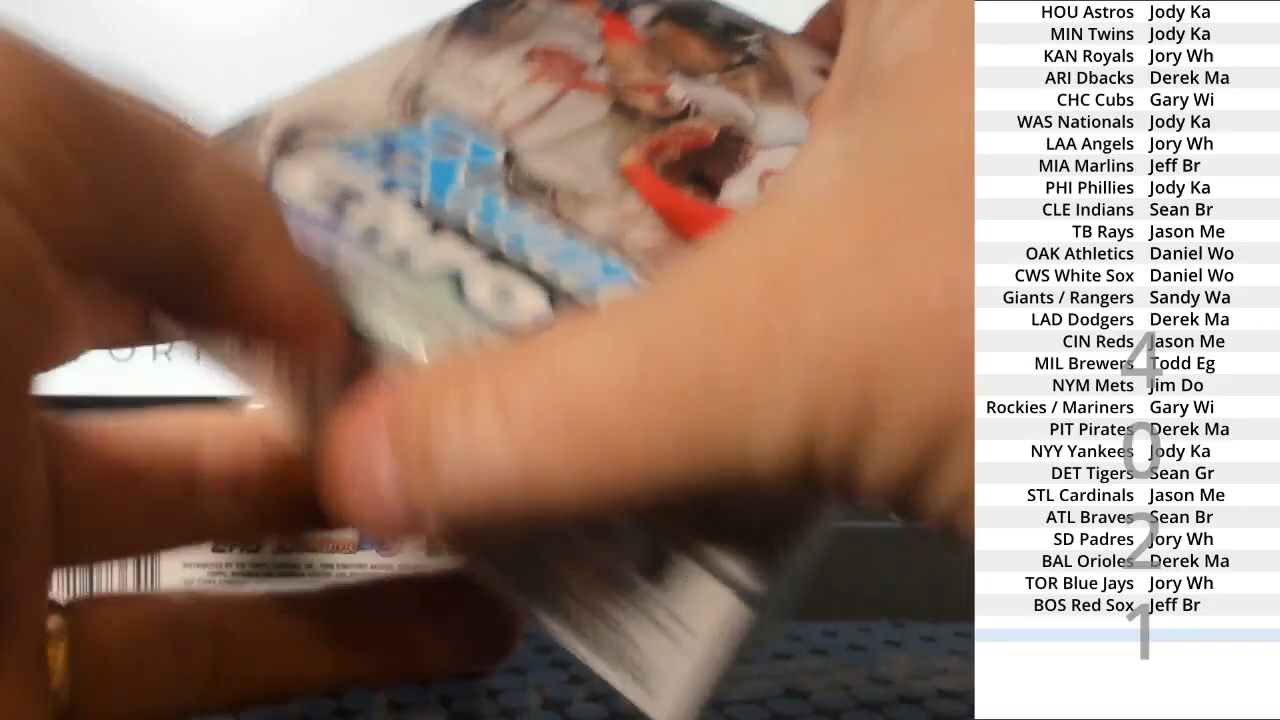 HOU Astros Jody Ka
MIN Twins Jody Ka
KAN Royals Jory Wh
ARI Dbacks Derek Ma
CHC Cubs Gary Wi
WAS Nationals Jody Ka
LAA Angels Jory Wh
MIA Marlins Jeff Br
PHI Phillies Jody Ka
CLE Indians Sean Br
TB Rays Jason Me
OAK Athletics Daniel Wo
CWS White Sox Daniel Wo
Giants / Rangers Sandy Wa
LAD Dodgers Derek Ma
CIN Reds Jason Me
MIL Brewers Todd Eg
NYM Mets Jim Do
Rockies / Mariners Gary Wi
PIT Pirates Derek Ma
NYY Yankees Jody Ka
DET Tigers Sean Gr
STL Cardinals Jason Me
ATL Braves Sean Br
SD Padres Jory Wh
BAL Orioles Derek Ma
TOR Blue Jays Jory Wh
BOS Red Sox Jeff Br
4
0
2
1